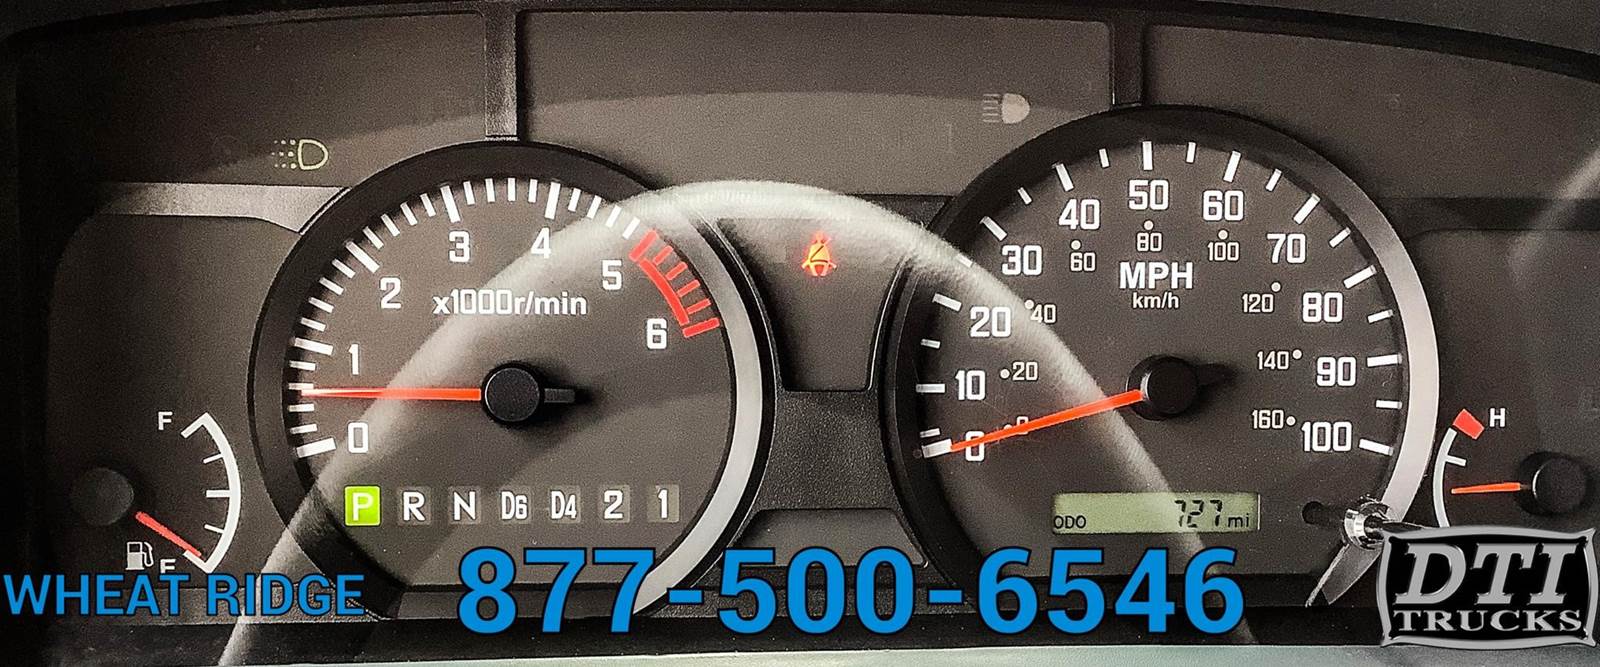 0 1 2 3 4 5 6
x1000r/min
P R N D6 D4 2 1
F
E
0 10 20 30 40 50 60 70 80 90 100
0 20 40 60 80 100 120 140 160
MPH
km/h
ODO 727 mi
H
WHEAT RIDGE 877-500-6546
DTI
TRUCKS